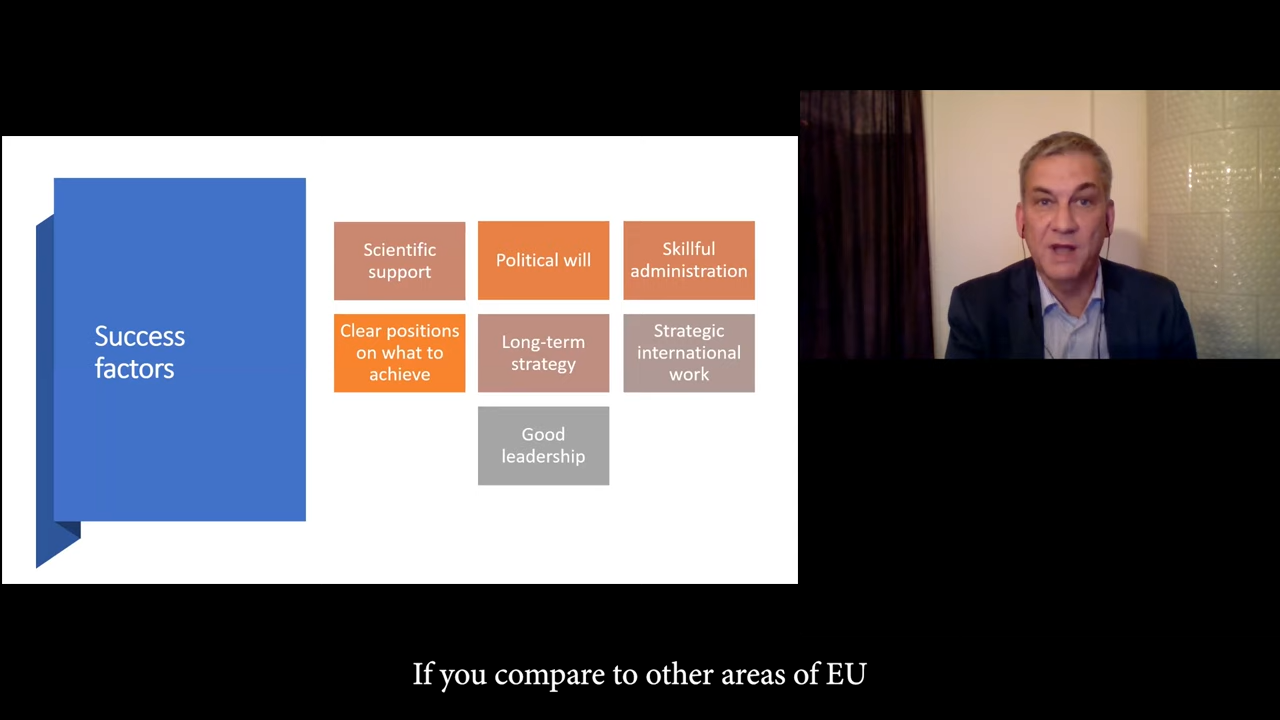 Success
factors
Scientific
support
Political will
Skillful
administration
Clear positions
on what to
achieve
Long-term
strategy
Strategic
international
work
Good
leadership
If you compare to other areas of EU